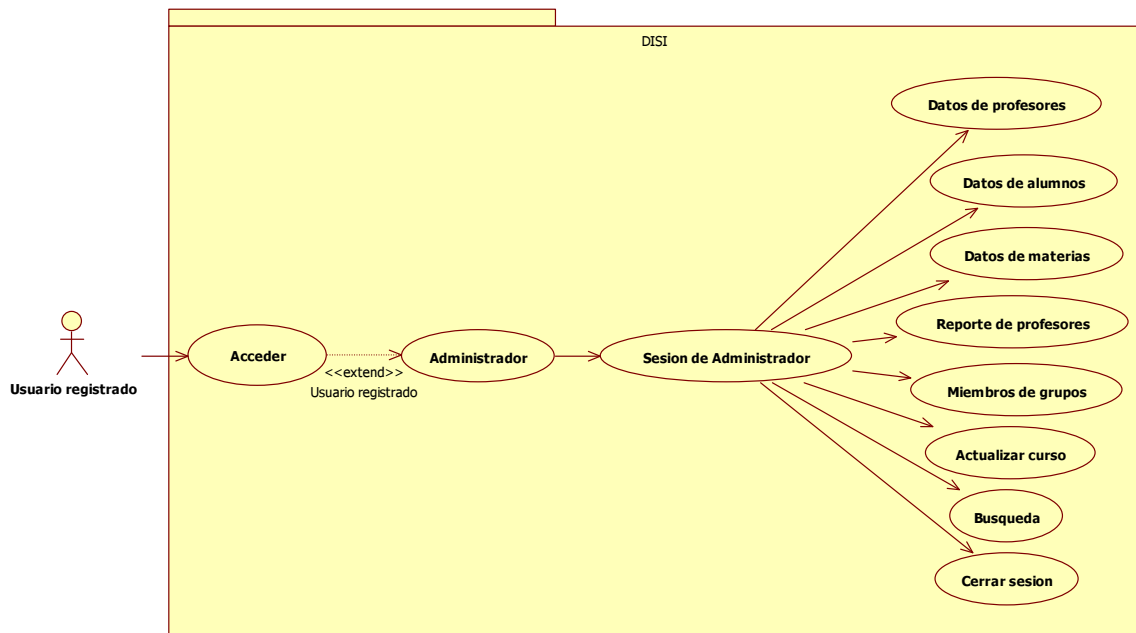 DISI
Datos de profesores
Datos de alumnos
Datos de materias
Reporte de profesores
Acceder
Administrador
Sesion de Administrador
<<extend>>
Usuario registrado
Usuario registrado
Miembros de grupos
Actualizar curso
Busqueda
Cerrar sesion